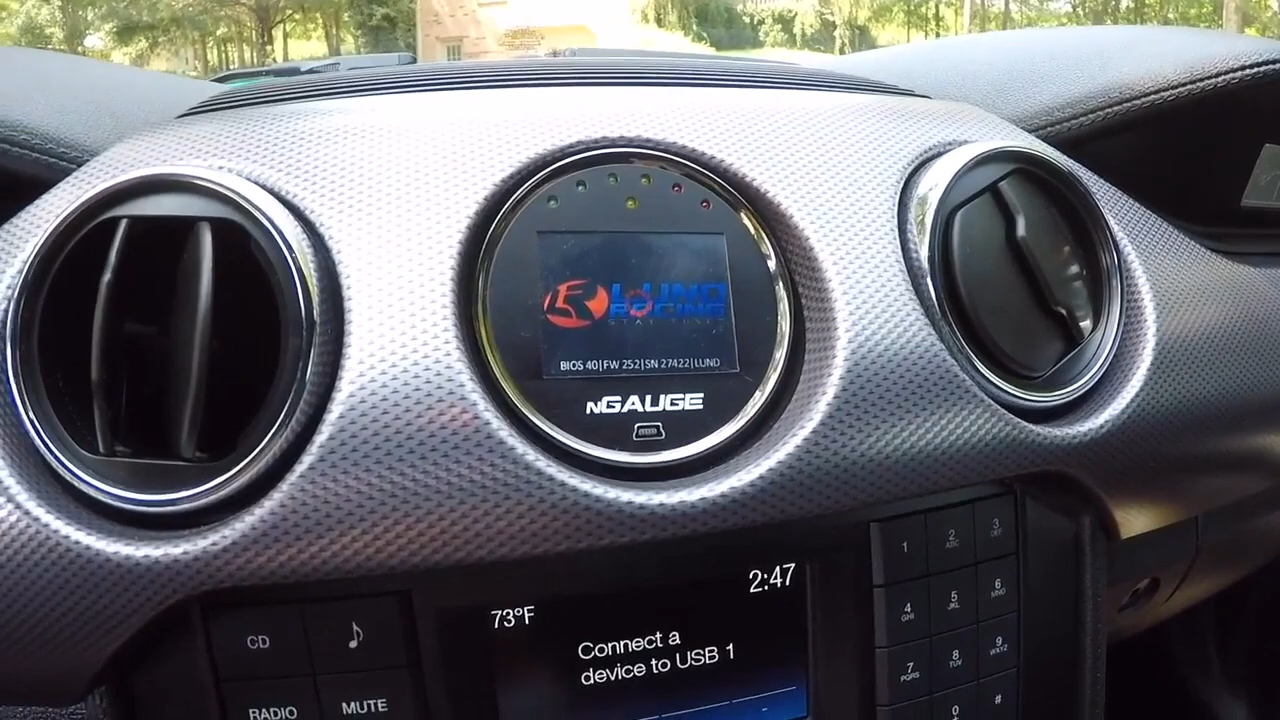 LUND
RACING
STAY TUNED
BIOS 40|FW 252|SN 27422|LUND
nGAUGE
2:47
73°F
Connect a
device to USB 1
CD
RADIO
MUTE
1
2 ABC
3 DEF
4 GHI
5 JKL
6 MNO
7 PQRS
8 TUV
9 WXYZ
0
#